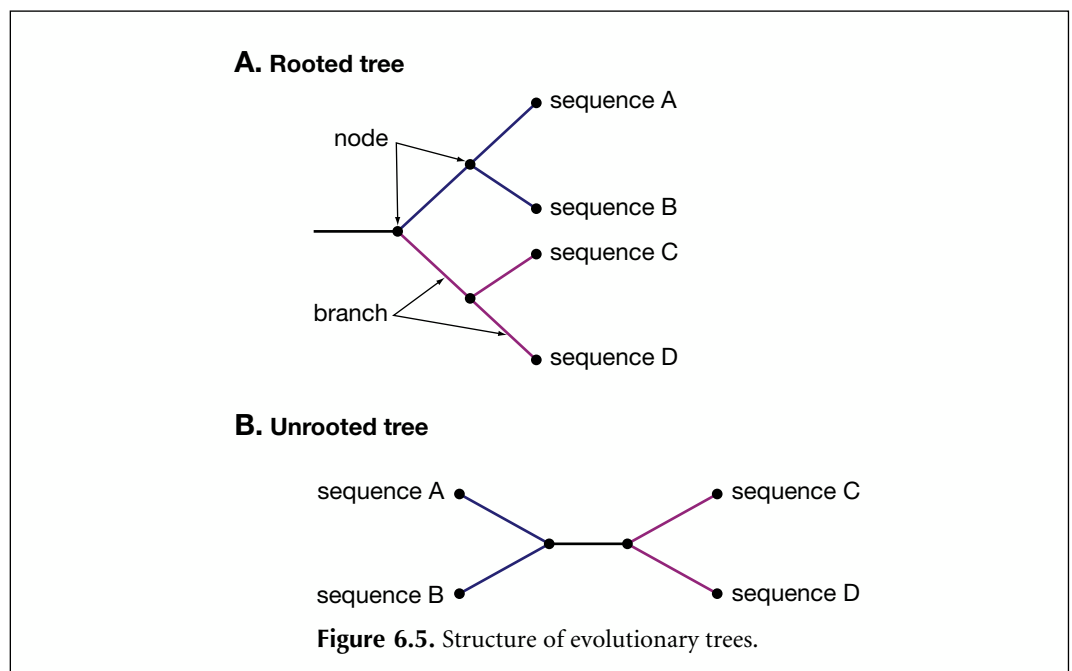 A. Rooted tree
sequence A
node
sequence B
sequence C
branch
sequence D
B. Unrooted tree
sequence A
sequence C
sequence B
sequence D
Figure 6.5. Structure of evolutionary trees.